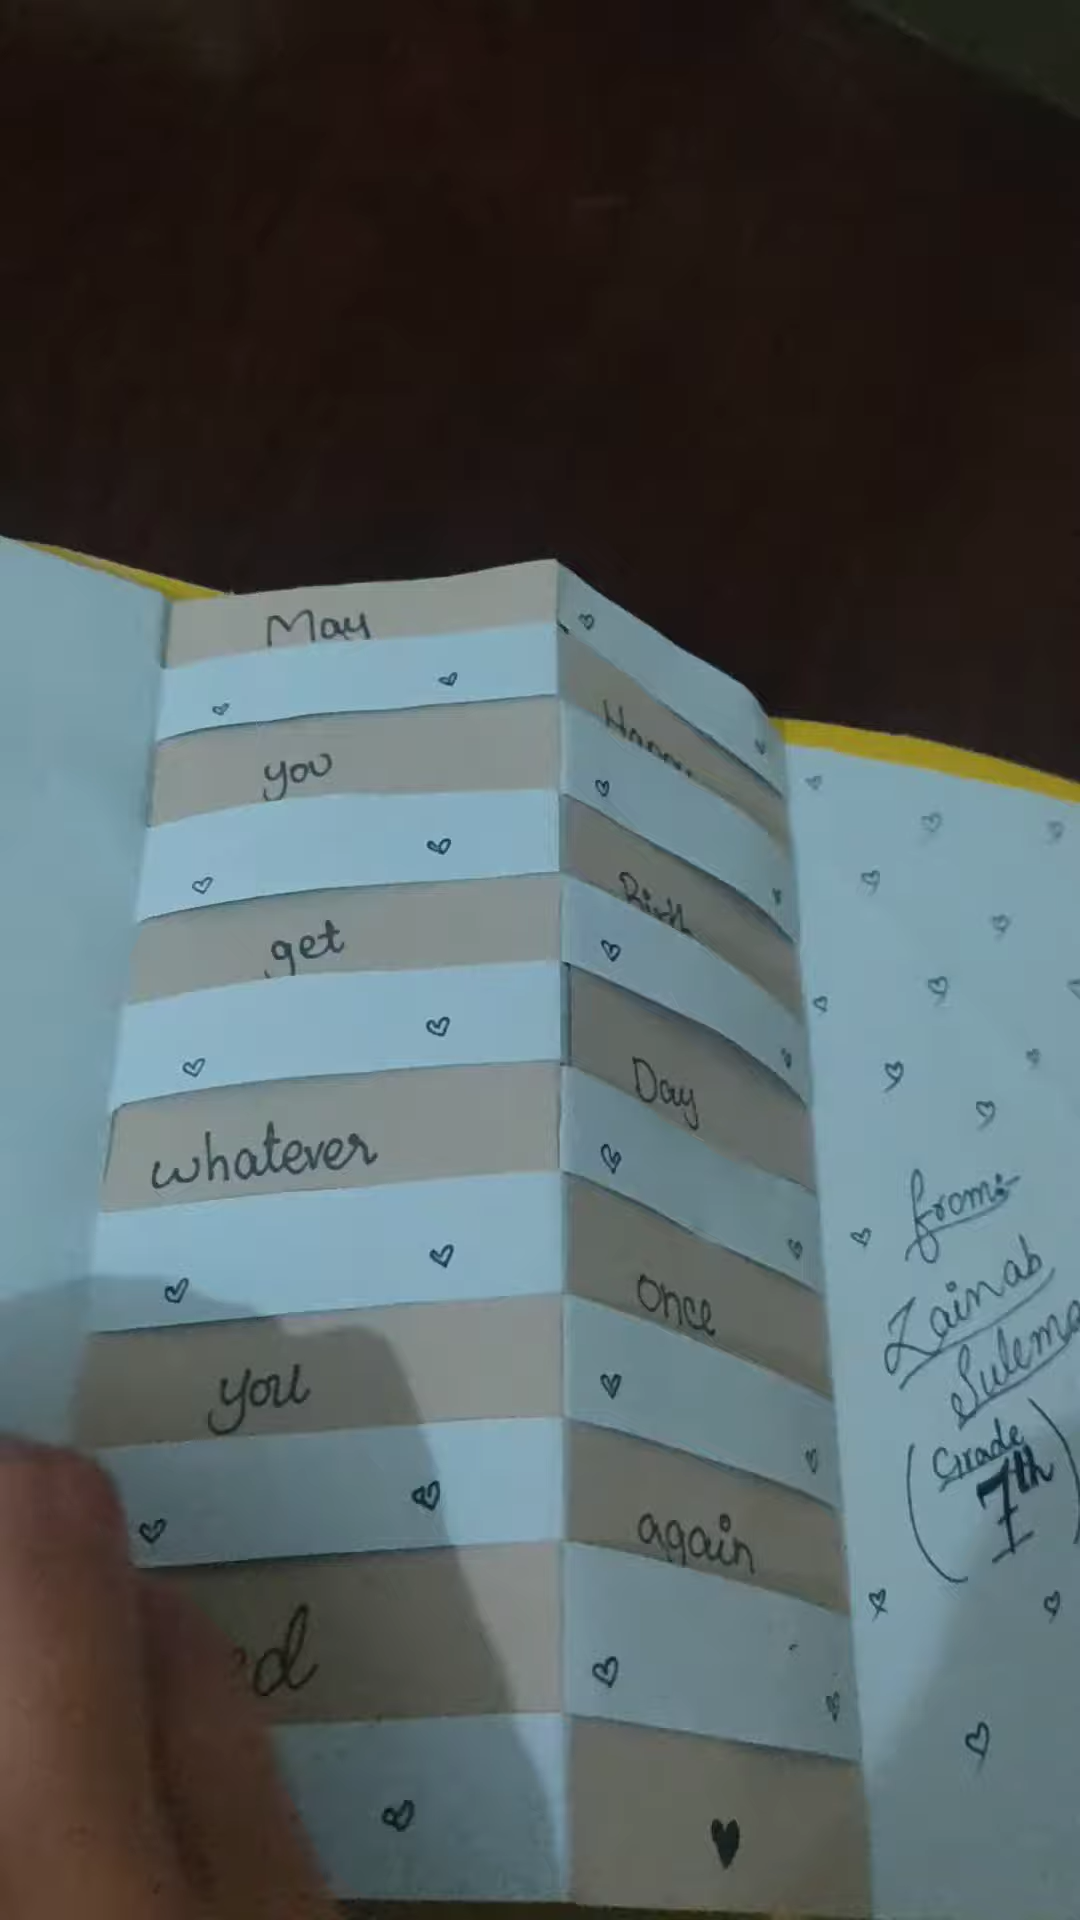 May
you
get
whatever
you
Day
once
again
from:-
Zainab
(Grade
7th)